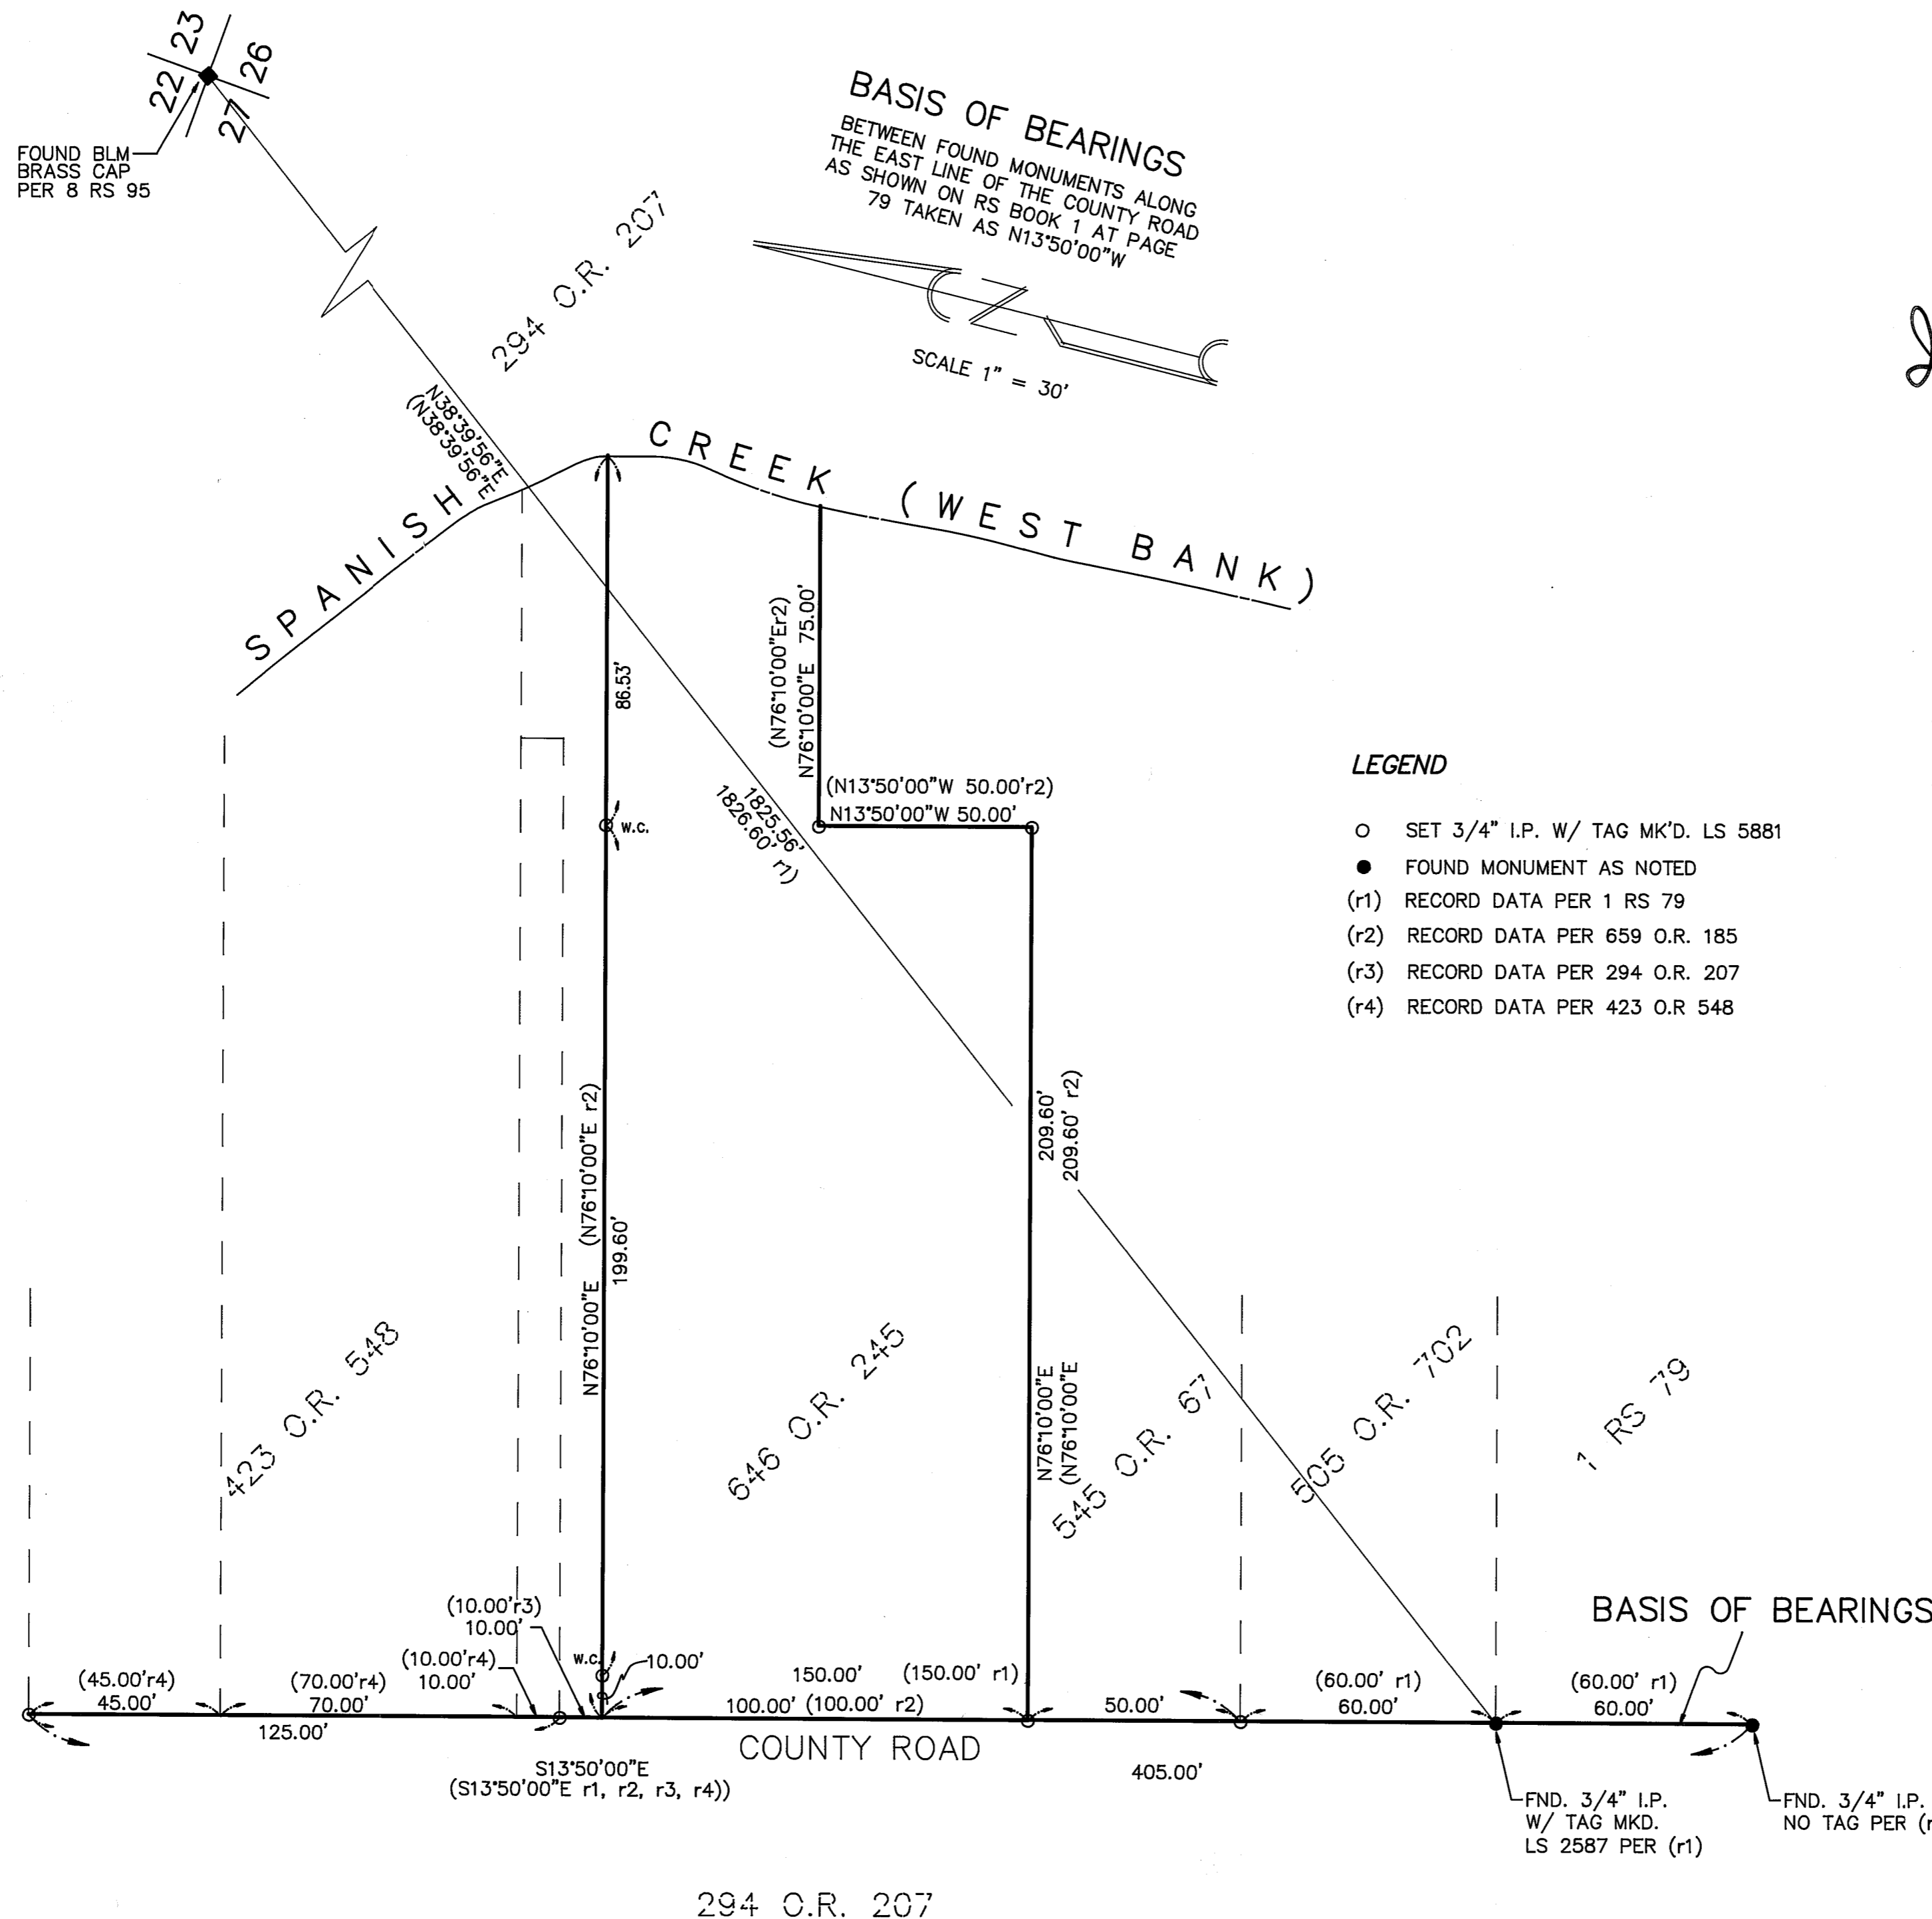 23
22
26
27
FOUND BLM
BRASS CAP
PER 8 RS 95
BASIS OF BEARINGS
BETWEEN FOUND MONUMENTS ALONG
THE EAST LINE OF THE COUNTY ROAD
AS SHOWN ON RS BOOK 1 AT PAGE
79 TAKEN AS N13°50'00"W
SCALE 1" = 30'
294 O.R. 207
N38°39'56"E
(N38°39'56"E
SPANISH CREEK (WEST BANK)
86.53'
(N76°10'00"Er2)
N76°10'00"E 75.00'
(N13°50'00"W 50.00'r2)
N13°50'00"W 50.00'
W.C.
1825.56'
1826.60' r1)
LEGEND
SET 3/4" I.P. W/ TAG MK'D. LS 5881
FOUND MONUMENT AS NOTED
(r1) RECORD DATA PER 1 RS 79
(r2) RECORD DATA PER 659 O.R. 185
(r3) RECORD DATA PER 294 O.R. 207
(r4) RECORD DATA PER 423 O.R 548
N76°10'00"E (N76°10'00"E r2)
199.60'
209.60'
209.60' r2)
N76°10'00"E
(N76°10'00"E
423 O.R. 548
646 O.R. 245
545 O.R. 67
505 O.R. 702
1 RS 79
BASIS OF BEARINGS
(10.00'r3)
10.00'
(10.00'r4)
10.00'
W.C.
10.00'
(45.00'r4)
45.00'
(70.00'r4)
70.00'
125.00'
150.00' (150.00' r1)
100.00' (100.00' r2)
50.00'
(60.00' r1)
60.00'
(60.00' r1)
60.00'
COUNTY ROAD
S13°50'00"E
(S13°50'00"E r1, r2, r3, r4))
405.00'
FND. 3/4" I.P.
W/ TAG MKD.
LS 2587 PER (r1)
FND. 3/4" I.P.
NO TAG PER (r
294 O.R. 207